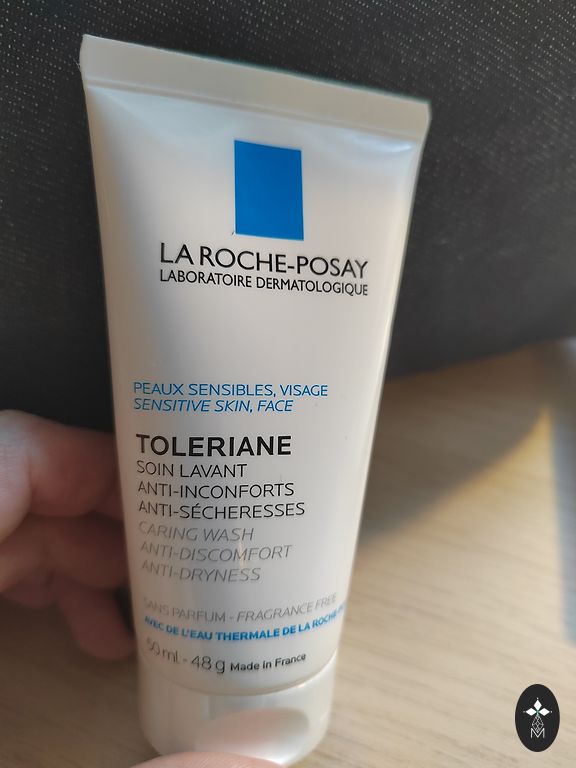 LA ROCHE-POSAY
LABORATOIRE DERMATOLOGIQUE
PEAUX SENSIBLES, VISAGE
SENSITIVE SKIN, FACE
TOLERIANE
SOIN LAVANT
ANTI-INCONFORTS
ANTI-SÉCHERESSES
CARING WASH
ANTI-DISCOMFORT
ANTI-DRYNESS
SANS PARFUM - FRAGRANCE FREE
AVEC DE L'EAU THERMALE DE LA ROCHE-
50 ml - 48 g Made in France